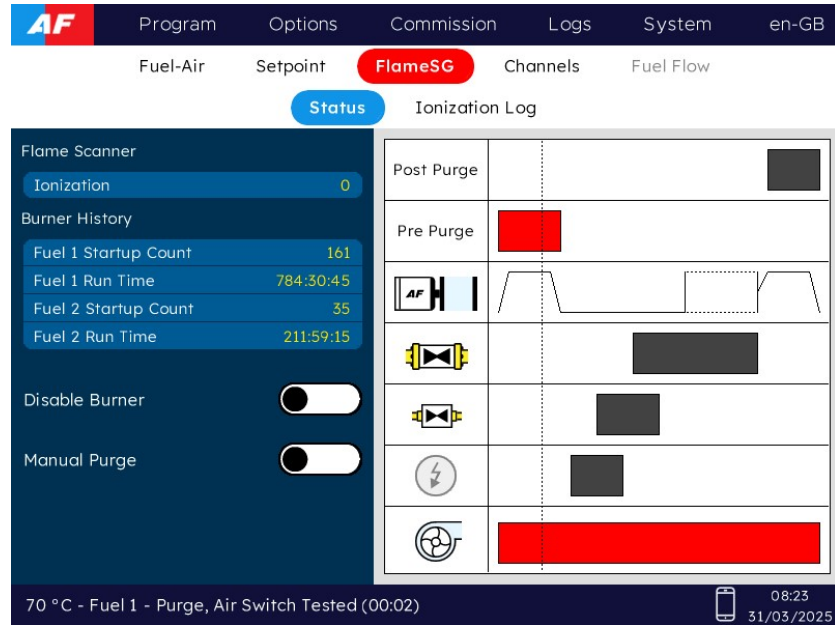 AF Program Options Commission Logs System en-GB
Fuel-Air Setpoint FlameSG Channels Fuel Flow
Status Ionization Log
Flame Scanner
Ionization 0
Burner History
Fuel 1 Startup Count 161
Fuel 1 Run Time 784:30:45
Fuel 2 Startup Count 35
Fuel 2 Run Time 211:59:15
Disable Burner
Manual Purge
Post Purge
Pre Purge
AF
70 °C - Fuel 1 - Purge, Air Switch Tested (00:02)
08:23
31/03/2025